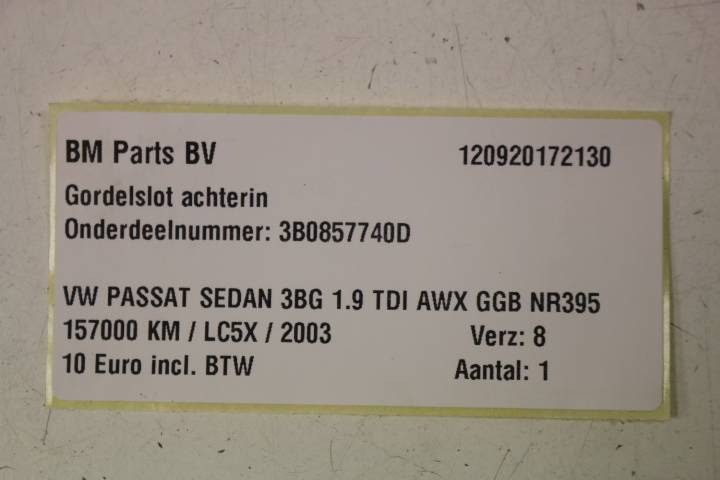 BM Parts BV 120920172130
Gordelslot achterin
Onderdeelnummer: 3B0857740D
VW PASSAT SEDAN 3BG 1.9 TDI AWX GGB NR395
157000 KM / LC5X / 2003 Verz: 8
10 Euro incl. BTW Aantal: 1